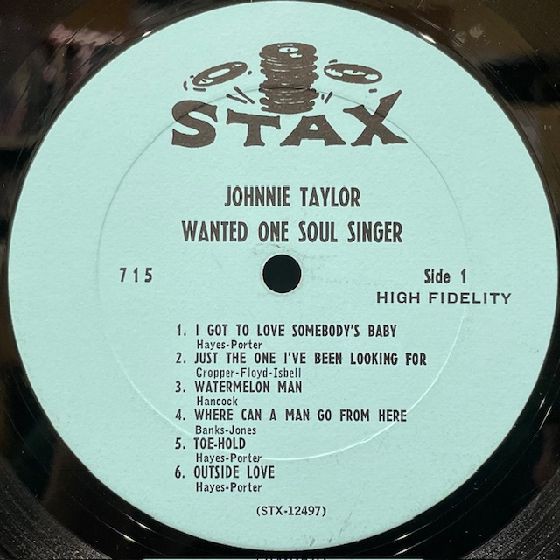 STAX
JOHNNIE TAYLOR
WANTED ONE SOUL SINGER
715
Side 1
HIGH FIDELITY
1. I GOT TO LOVE SOMEBODY'S BABY
Hayes-Porter
2. JUST THE ONE I'VE BEEN LOOKING FOR
Cropper-Floyd-Isbell
3. WATERMELON MAN
Hancock
4. WHERE CAN A MAN GO FROM HERE
Banks-Jones
5. TOE-HOLD
Hayes-Porter
6. OUTSIDE LOVE
Hayes-Porter
(STX-12497)